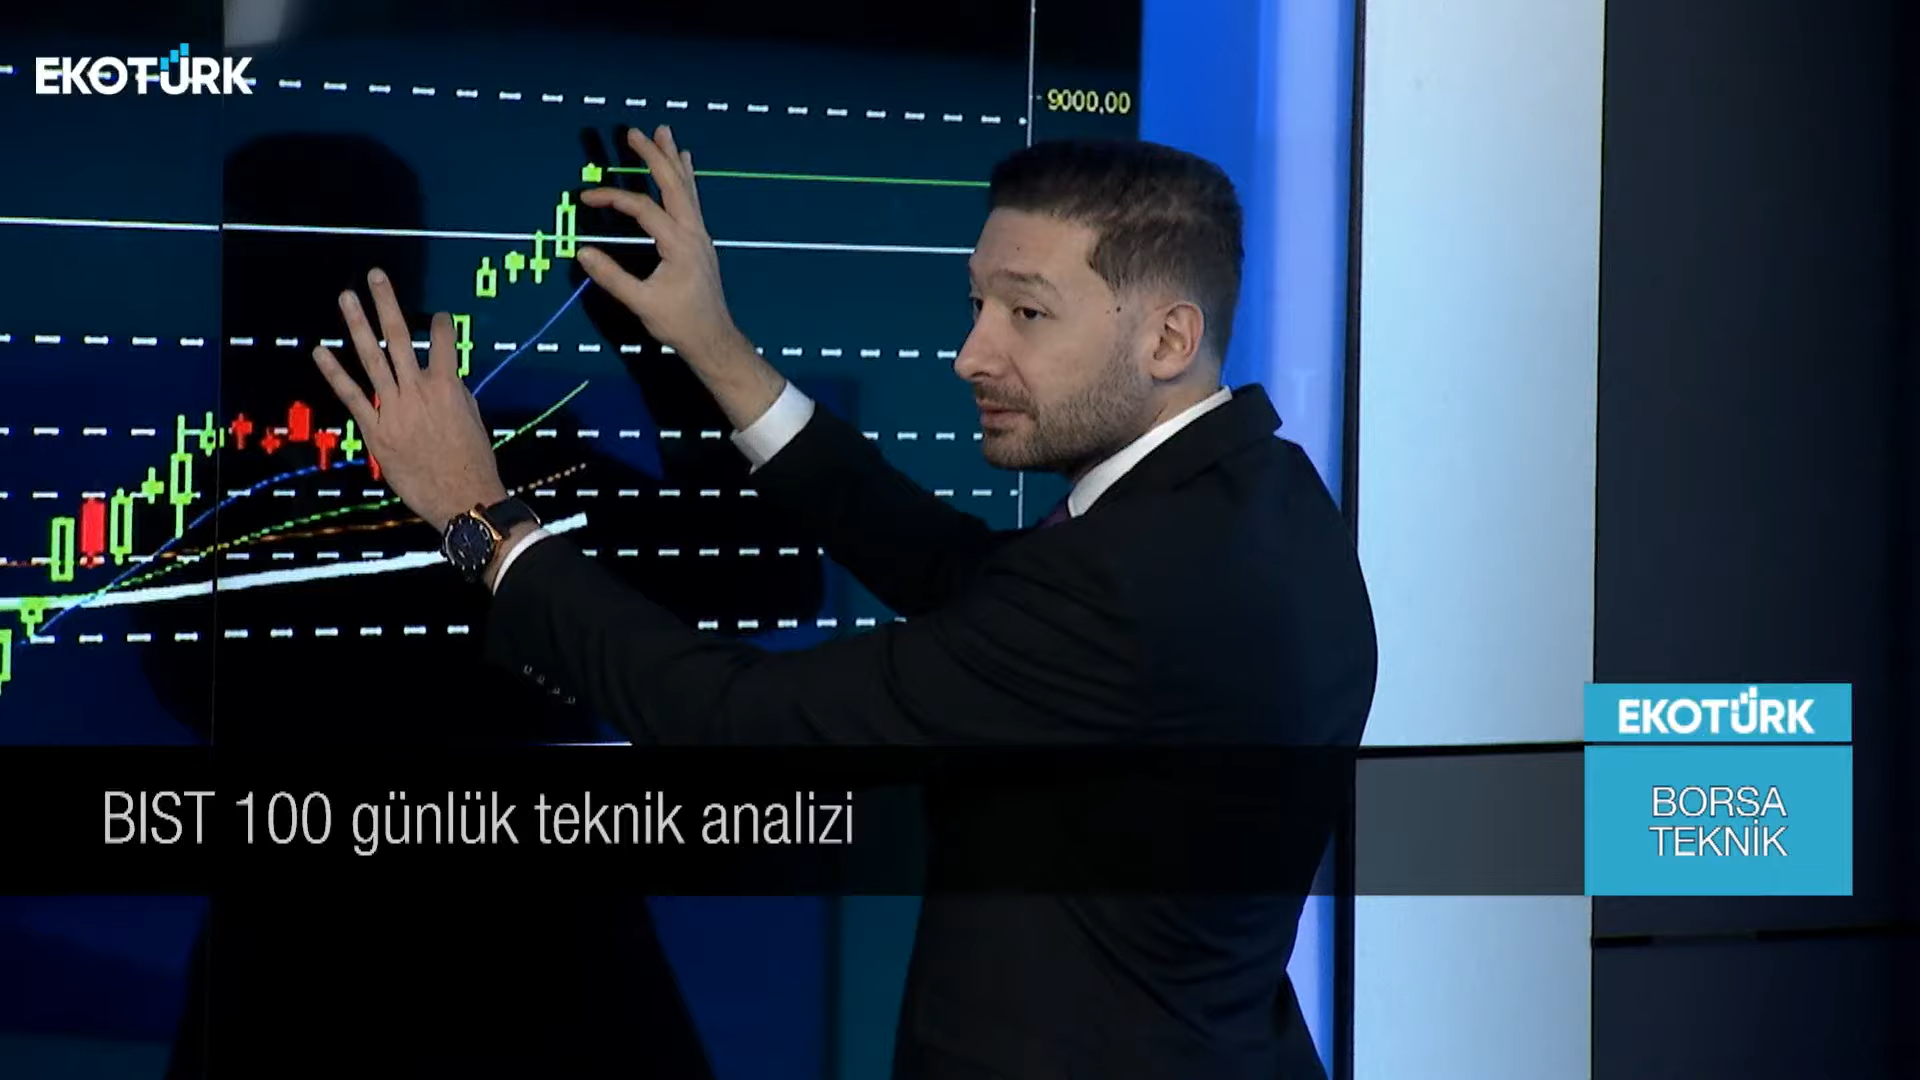 EKOTÜRK
9000,00
BIST 100 günlük teknik analizi
EKOTÜRK
BORSA
TEKNİK